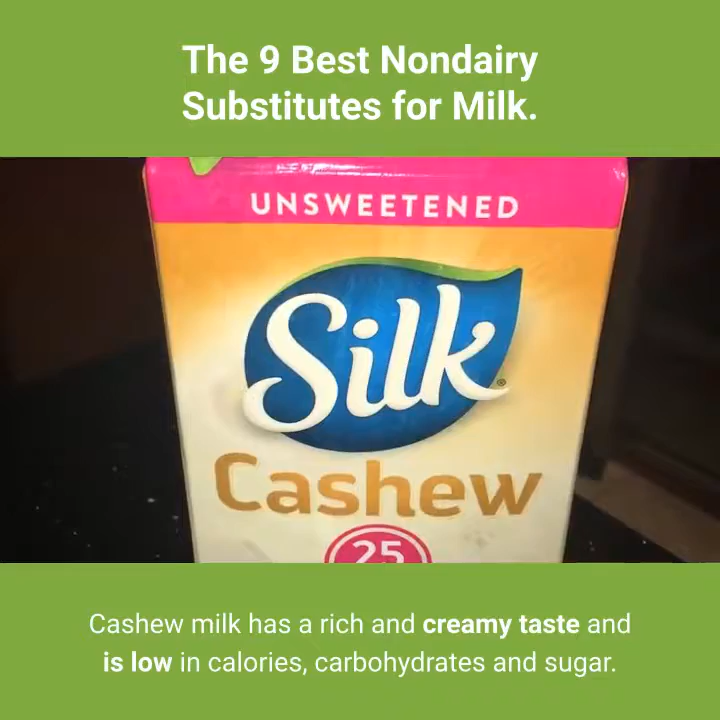 The 9 Best Nondairy
Substitutes for Milk.
UNSWEETENED
Silk®
Cashew
25
Cashew milk has a rich and creamy taste and
is low in calories, carbohydrates and sugar.